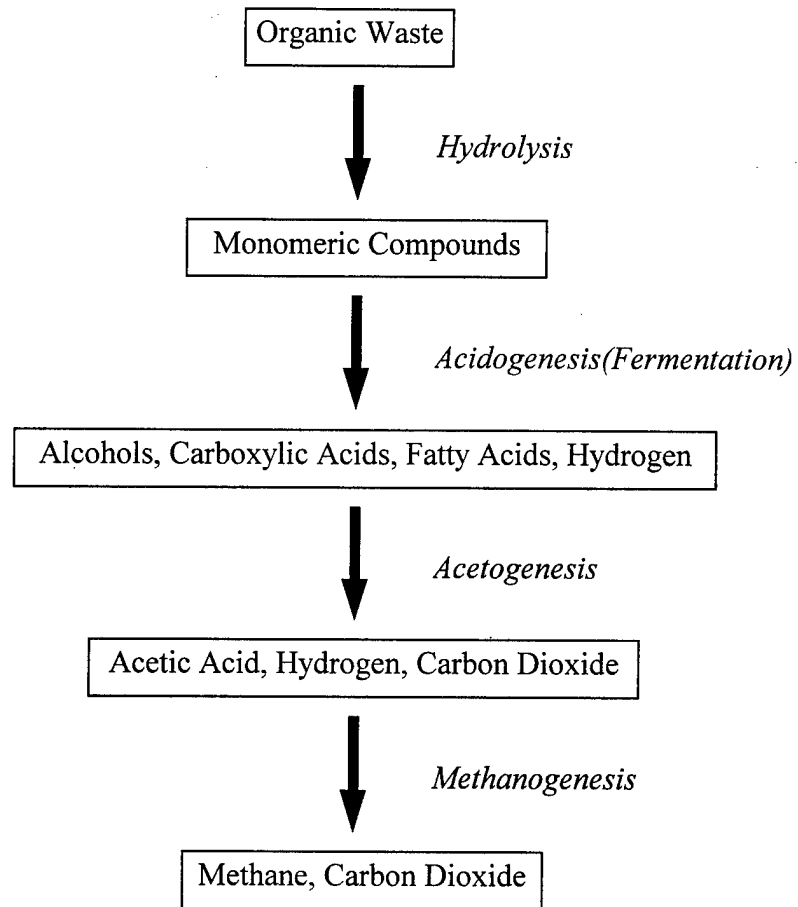 Organic Waste
Hydrolysis
Monomeric Compounds
Acidogenesis(Fermentation)
Alcohols, Carboxylic Acids, Fatty Acids, Hydrogen
Acetogenesis
Acetic Acid, Hydrogen, Carbon Dioxide
Methanogenesis
Methane, Carbon Dioxide